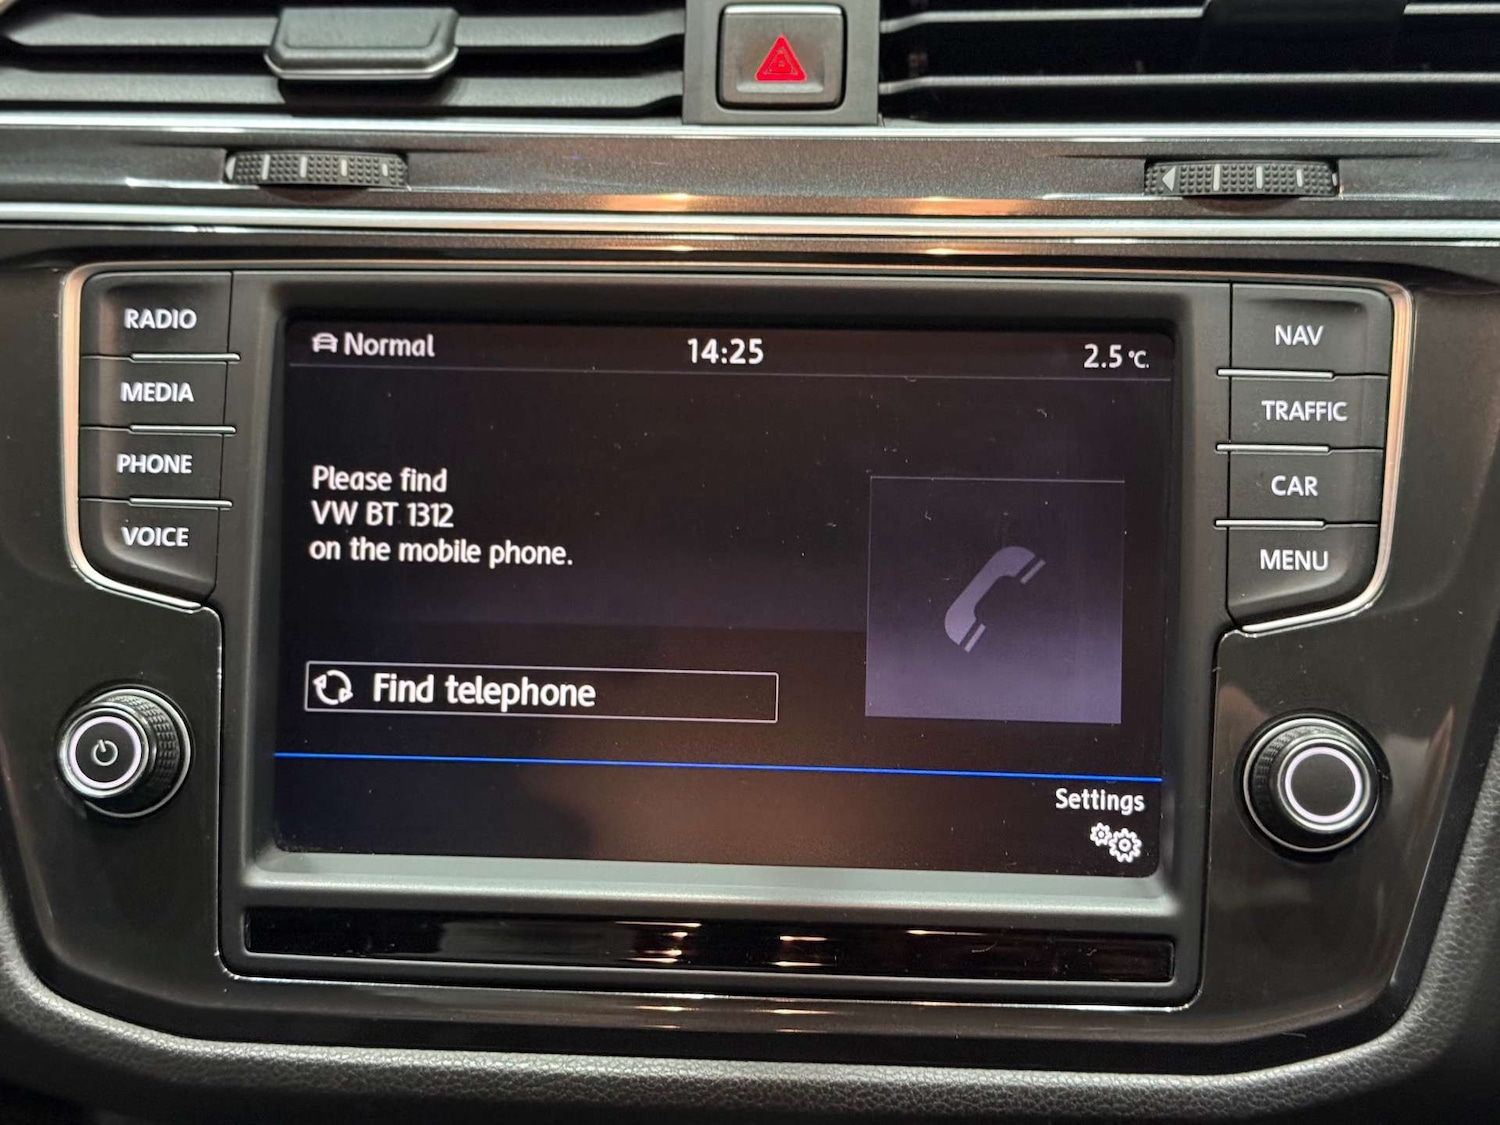 RADIO
MEDIA
PHONE
VOICE
Normal
14:25
2.5 °C.
Please find
VW BT 1312
on the mobile phone.
Find telephone
Settings
NAV
TRAFFIC
CAR
MENU